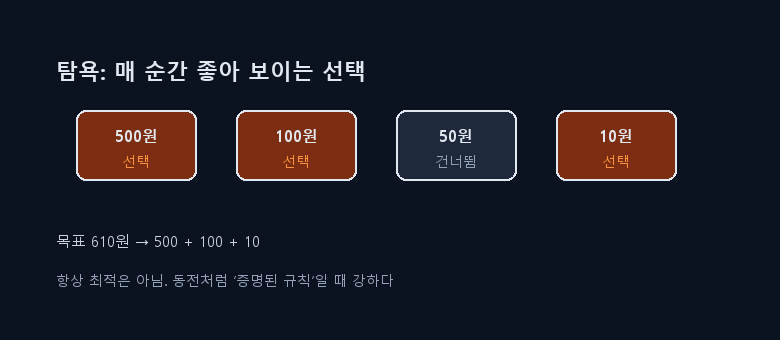 탐욕: 매 순간 좋아 보이는 선택
500원
선택
100원
선택
50원
건너뜀
10원
선택
목표 610원 → 500 + 100 + 10
항상 최적은 아님. 동전처럼 '증명된 규칙'일 때 강하다